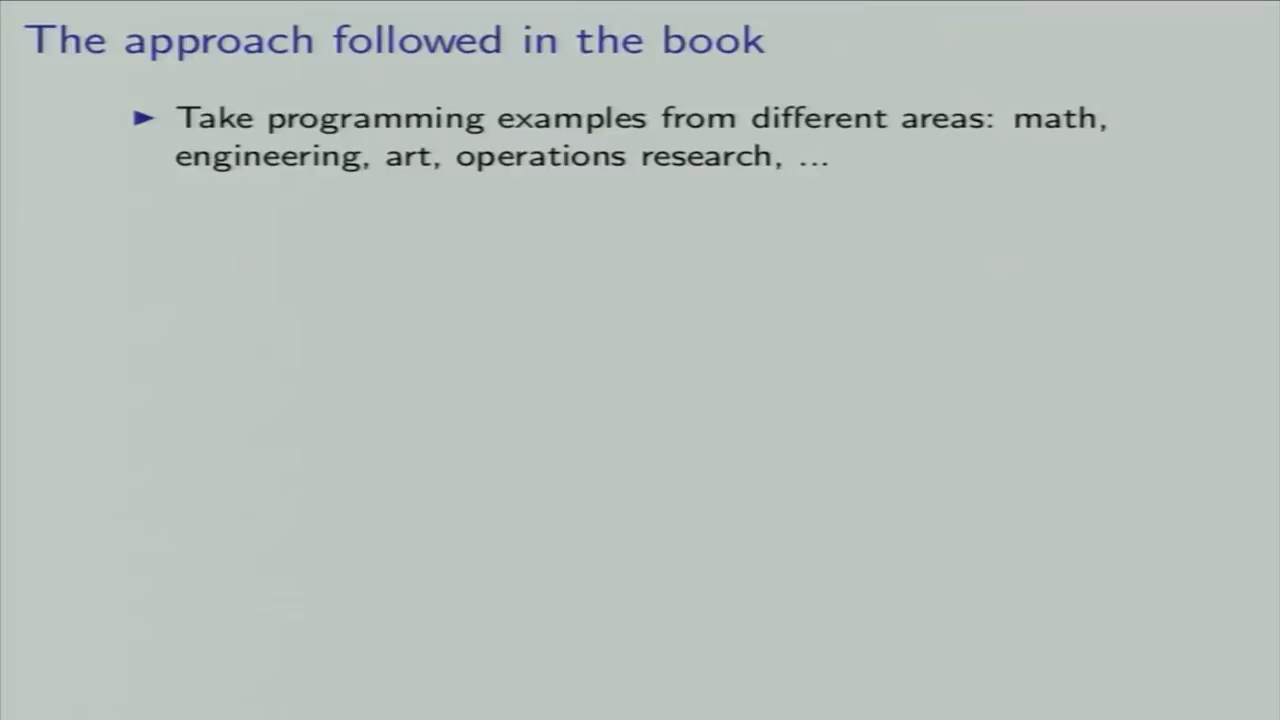 The approach followed in the book
▶ Take programming examples from different areas: math,
engineering, art, operations research, ...